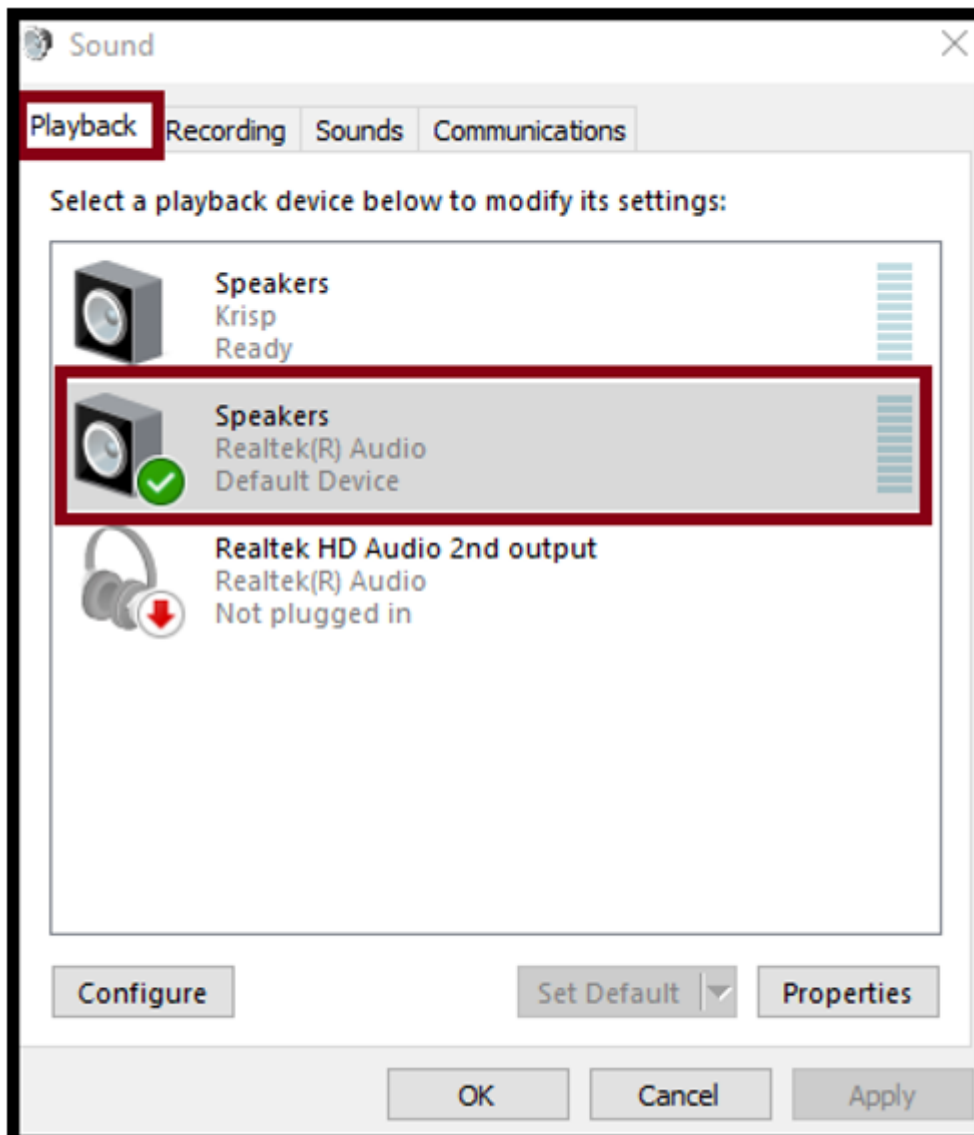 Sound
Playback Recording Sounds Communications
Select a playback device below to modify its settings:
Speakers
Krisp
Ready
Speakers
Realtek(R) Audio
Default Device
Realtek HD Audio 2nd output
Realtek(R) Audio
Not plugged in
Configure Set Default Properties
OK Cancel Apply